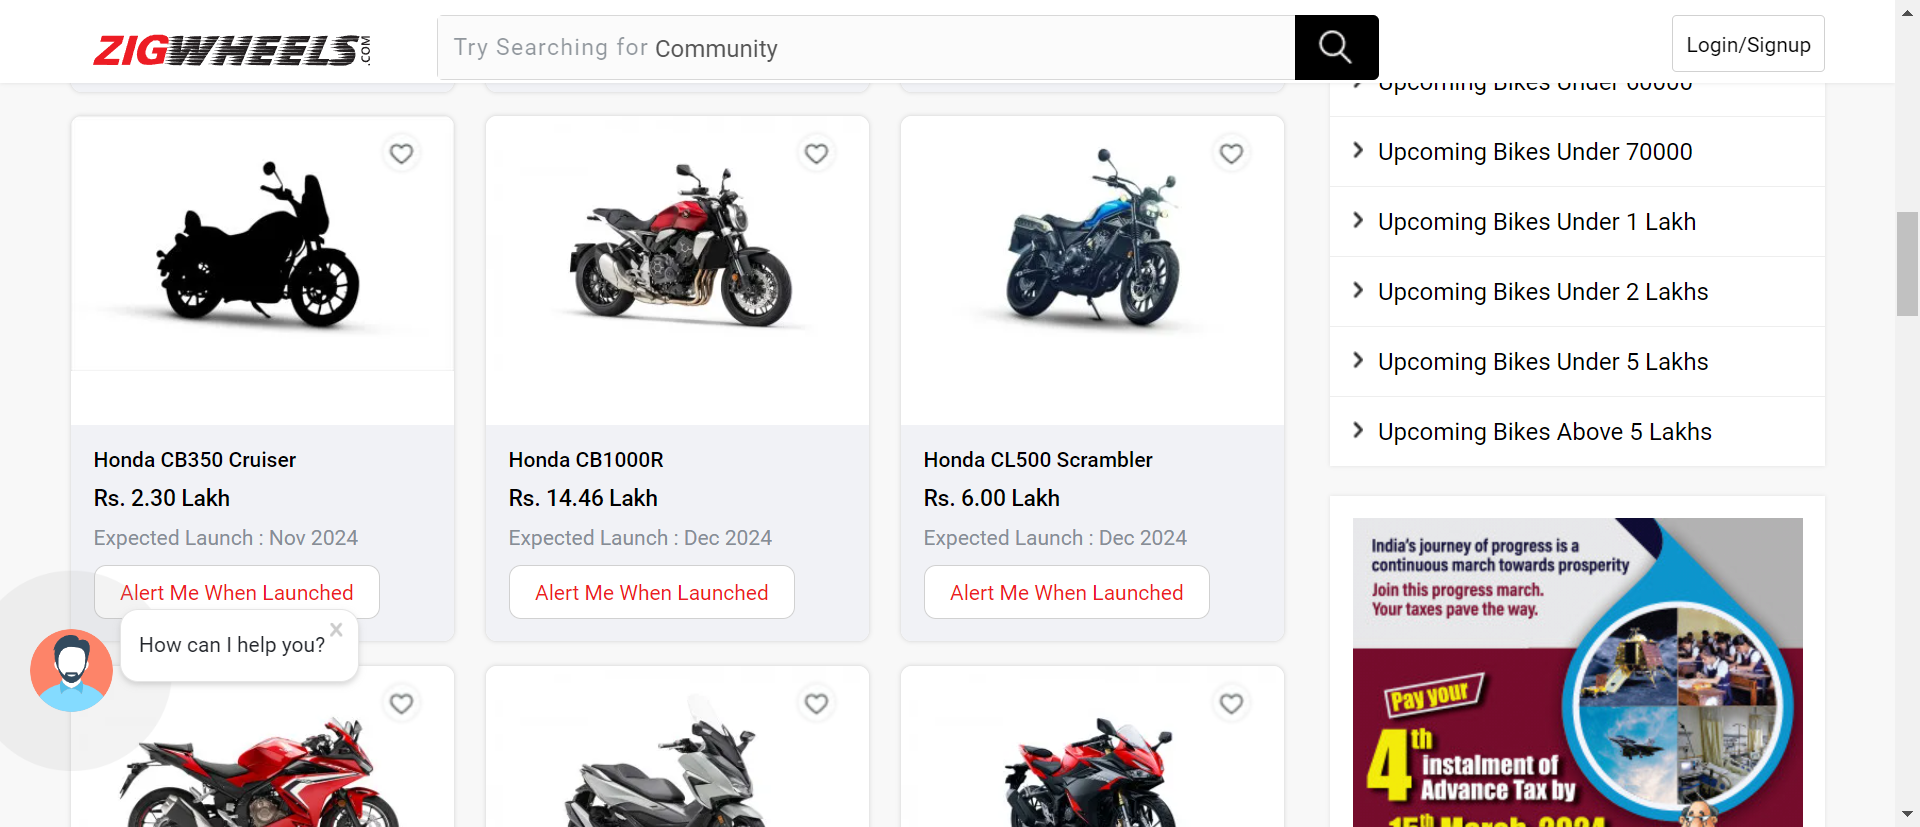 ZIGWHEELS.COM
Try Searching for Community
Login/Signup
Upcoming Bikes Under 60000
Upcoming Bikes Under 70000
Upcoming Bikes Under 1 Lakh
Upcoming Bikes Under 2 Lakhs
Upcoming Bikes Under 5 Lakhs
Upcoming Bikes Above 5 Lakhs
Honda CB350 Cruiser
Rs. 2.30 Lakh
Expected Launch : Nov 2024
Alert Me When Launched
Honda CB1000R
Rs. 14.46 Lakh
Expected Launch : Dec 2024
Alert Me When Launched
Honda CL500 Scrambler
Rs. 6.00 Lakh
Expected Launch : Dec 2024
Alert Me When Launched
How can I help you?
India's journey of progress is a
continuous march towards prosperity
Join this progress march.
Your taxes pave the way.
Pay your
4th
Instalment of
Advance Tax by
15th March, 2024